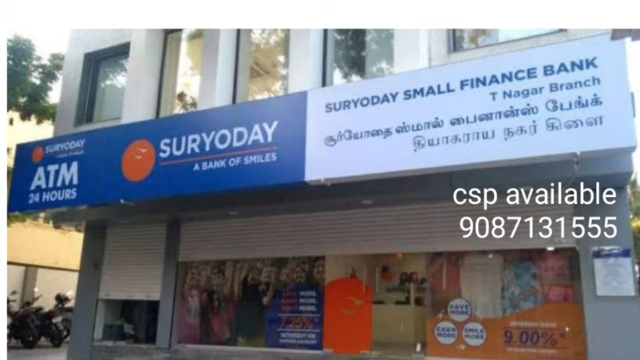 SURYODAY
ATM
24 HOURS
SURYODAY
A BANK OF SMILES
SURYODAY SMALL FINANCE BANK
T Nagar Branch
சூர்யோதை ஸ்மால் பைனான்ஸ் பேங்க்
தியாகராய நகர் கிளை
csp available
9087131555
SAVE
MORE
EARN
MORE
SMILE
MORE
9.00%*